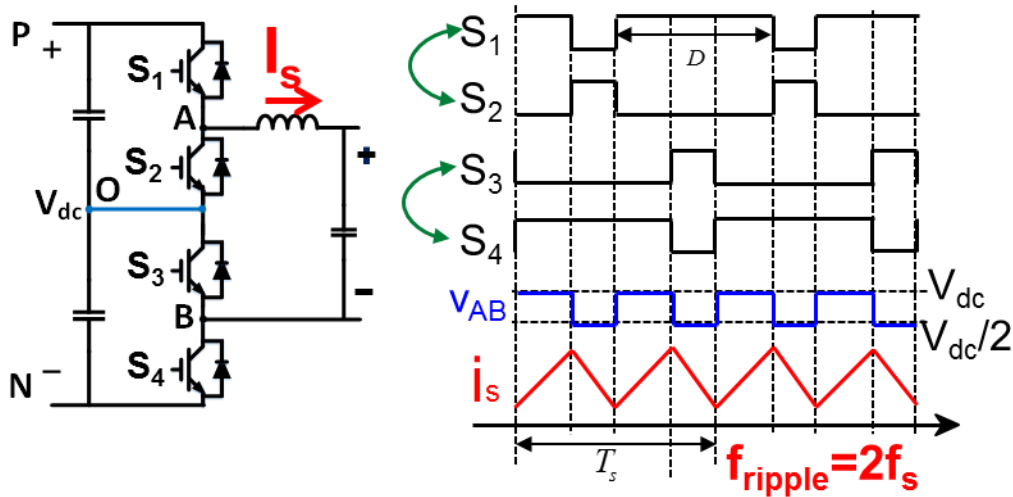 P +
S1
Is
A
S2
O
Vdc
S3
B
S4
N −
+
−
S1
D
S2
S3
S4
vAB
Vdc
Vdc/2
is
Ts
fripple=2fs